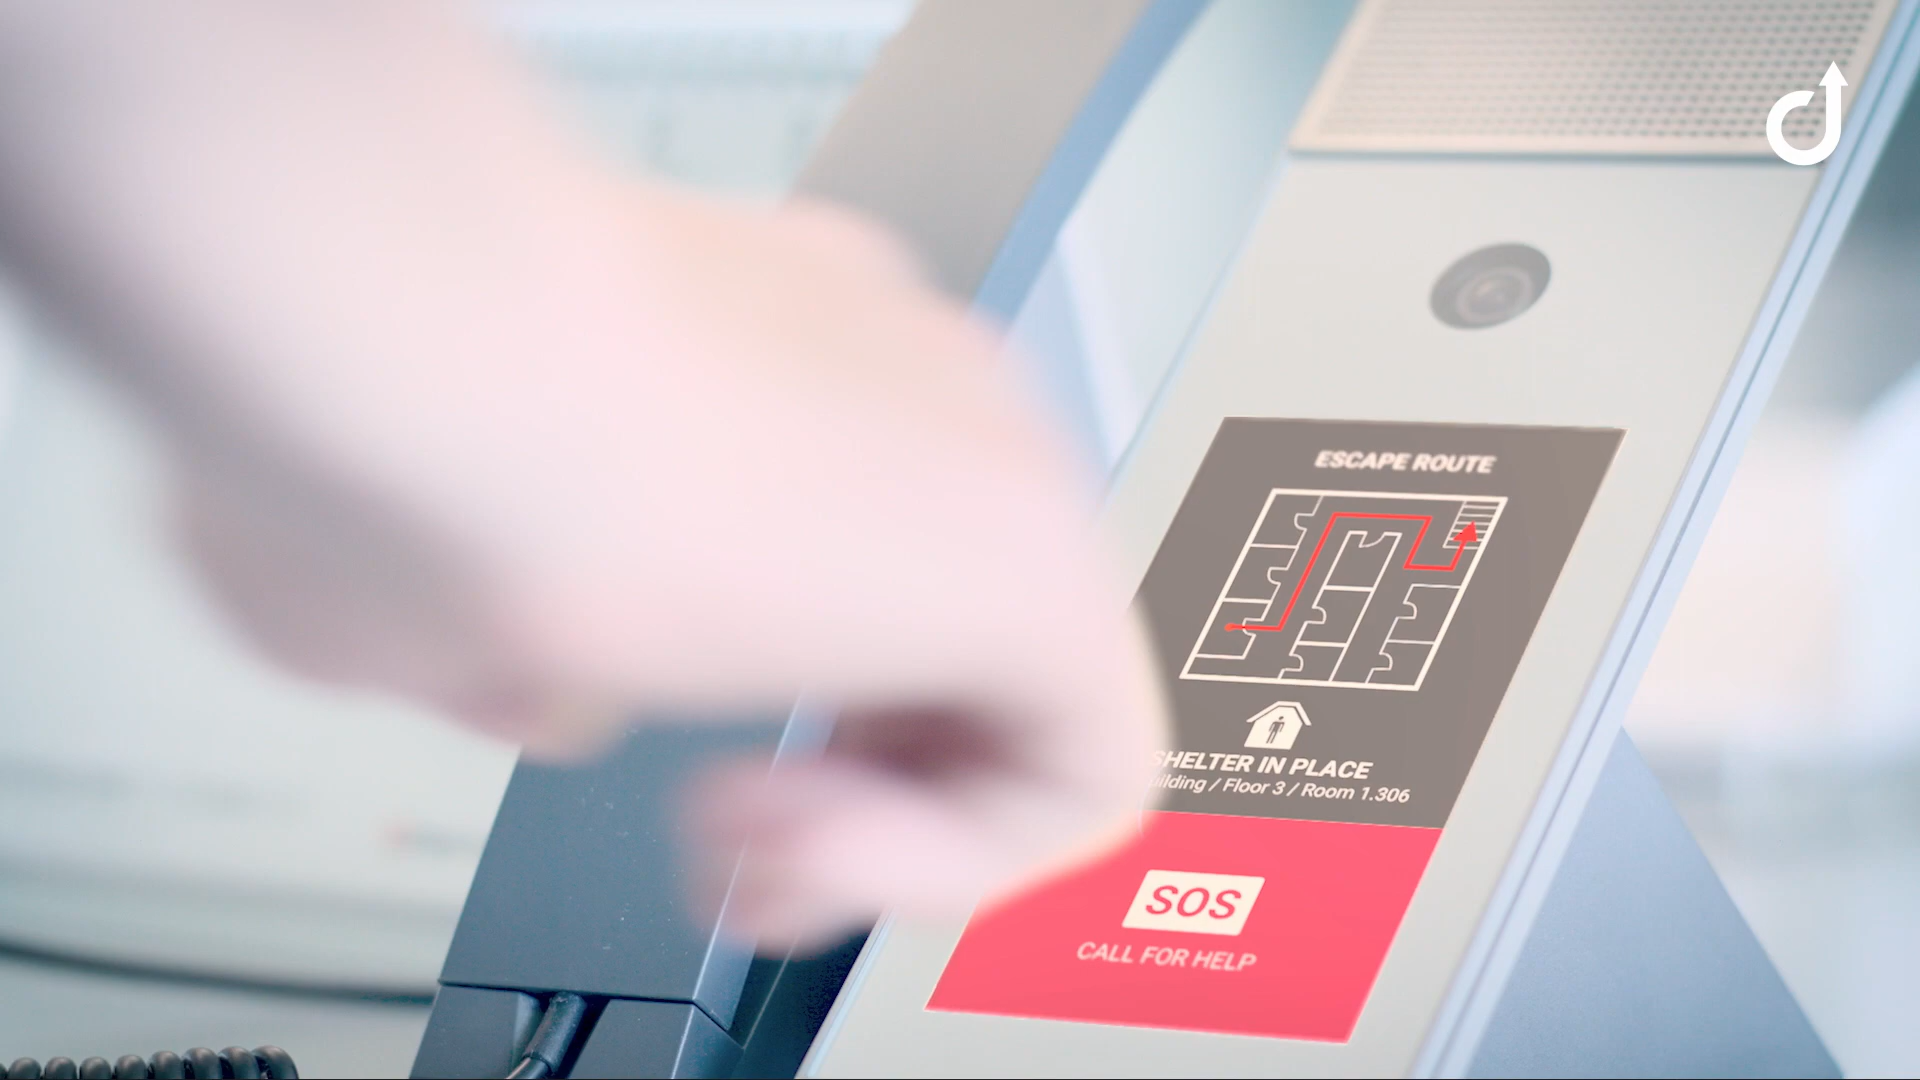 ESCAPE ROUTE
SHELTER IN PLACE
/ Floor 3 / Room 1.306
SOS
CALL FOR HELP